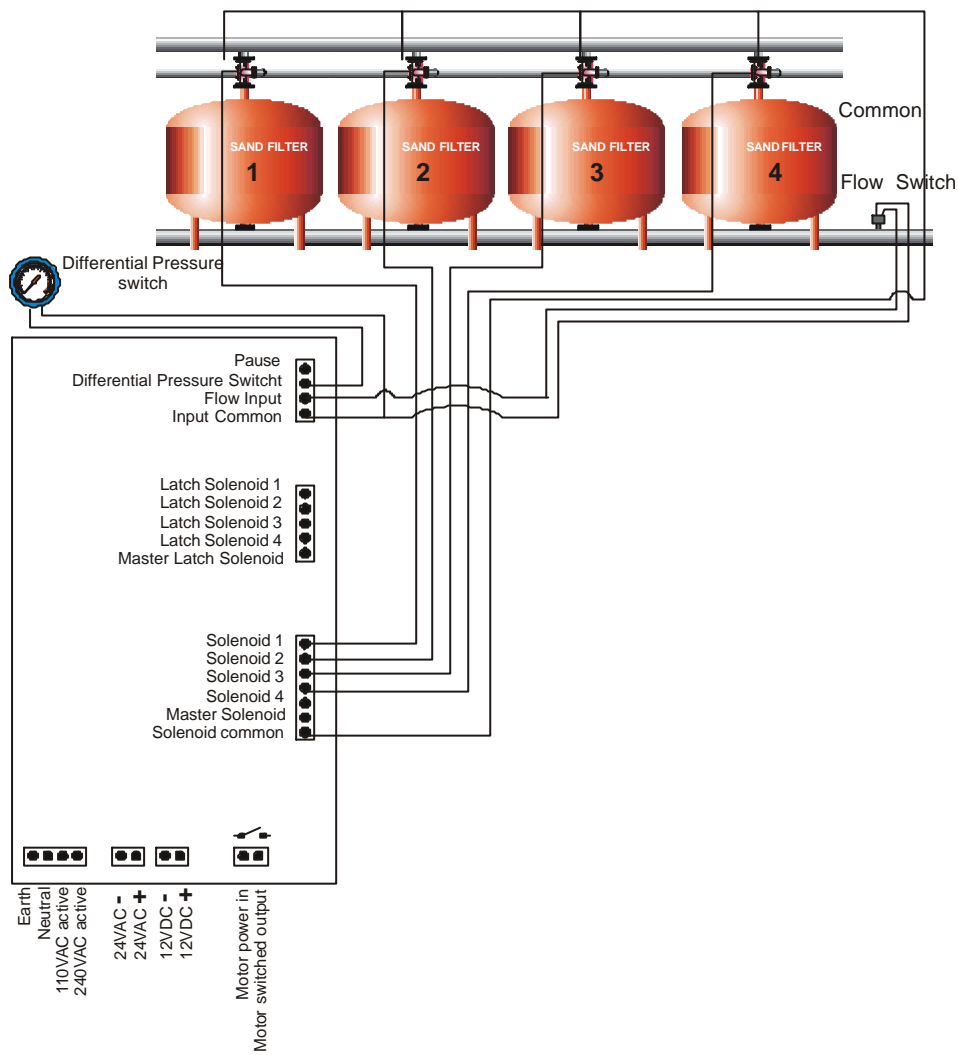 SAND FILTER
1
SAND FILTER
2
SAND FILTER
3
SAND FILTER
4
Common
Flow Switch
Differential Pressure
switch
Pause
Differential Pressure Switcht
Flow Input
Input Common
Latch Solenoid 1
Latch Solenoid 2
Latch Solenoid 3
Latch Solenoid 4
Master Latch Solenoid
Solenoid 1
Solenoid 2
Solenoid 3
Solenoid 4
Master Solenoid
Solenoid common
Earth
Neutral
110VAC active
240VAC active
24VAC -
24VAC +
12VDC -
12VDC +
Motor power in
Motor switched output